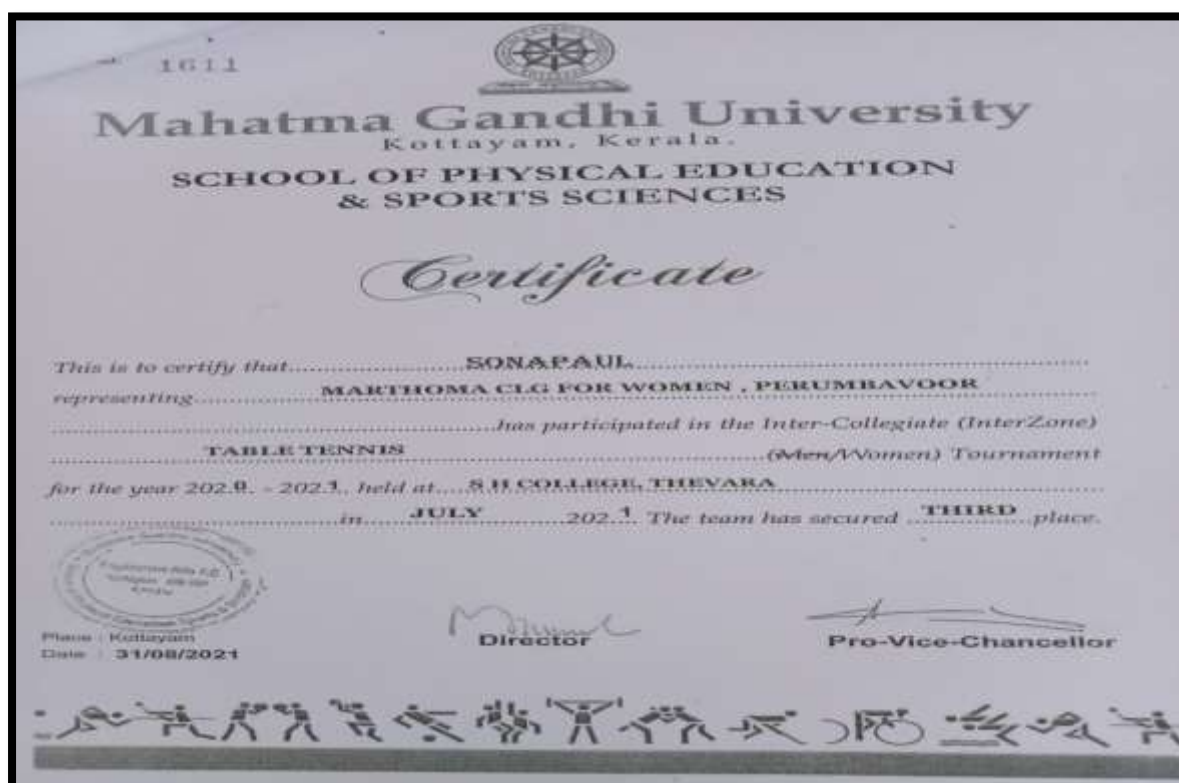 1611
Mahatma Gandhi University
Kottayam, Kerala.
SCHOOL OF PHYSICAL EDUCATION
& SPORTS SCIENCES
Certificate
This is to certify that SONAPAUL
representing MARTHOMA CLG FOR WOMEN , PERUMBAVOOR
has participated in the Inter-Collegiate (InterZone)
TABLE TENNIS (Men/Women) Tournament
for the year 2020. - 2021. held at S H COLLEGE, THEVARA
in JULY 2021 The team has secured THIRD place.
Place : Kottayam
Date : 31/08/2021
Director
Pro-Vice-Chancellor